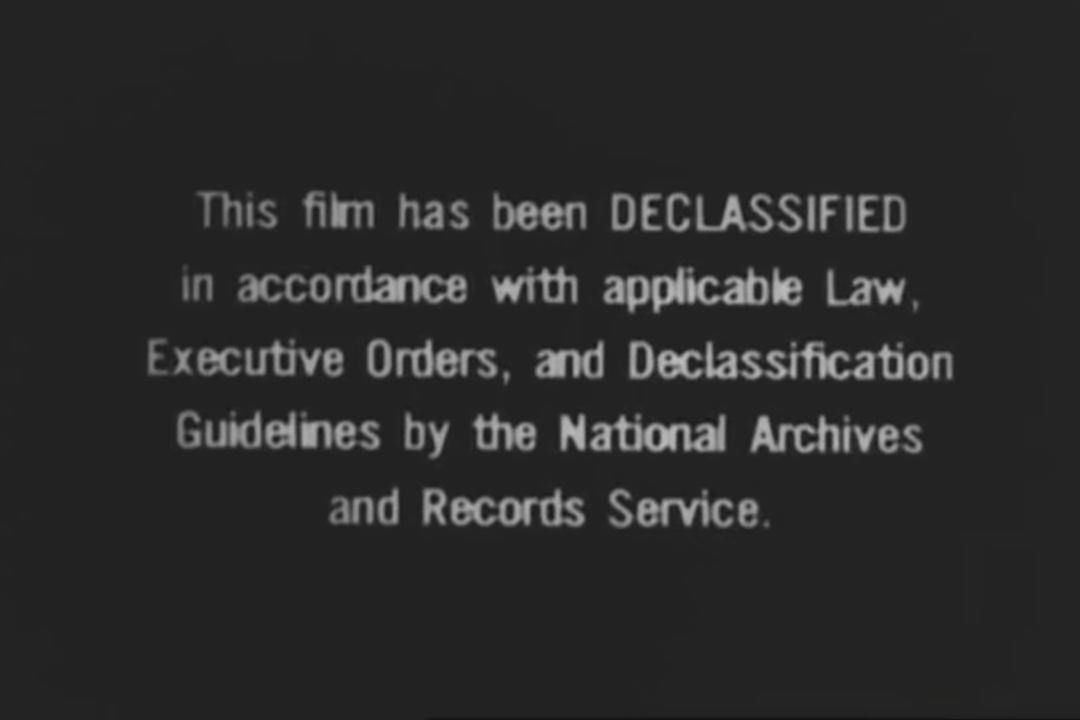 This film has been DECLASSIFIED
in accordance with applicable Law,
Executive Orders, and Declassification
Guidelines by the National Archives
and Records Service.